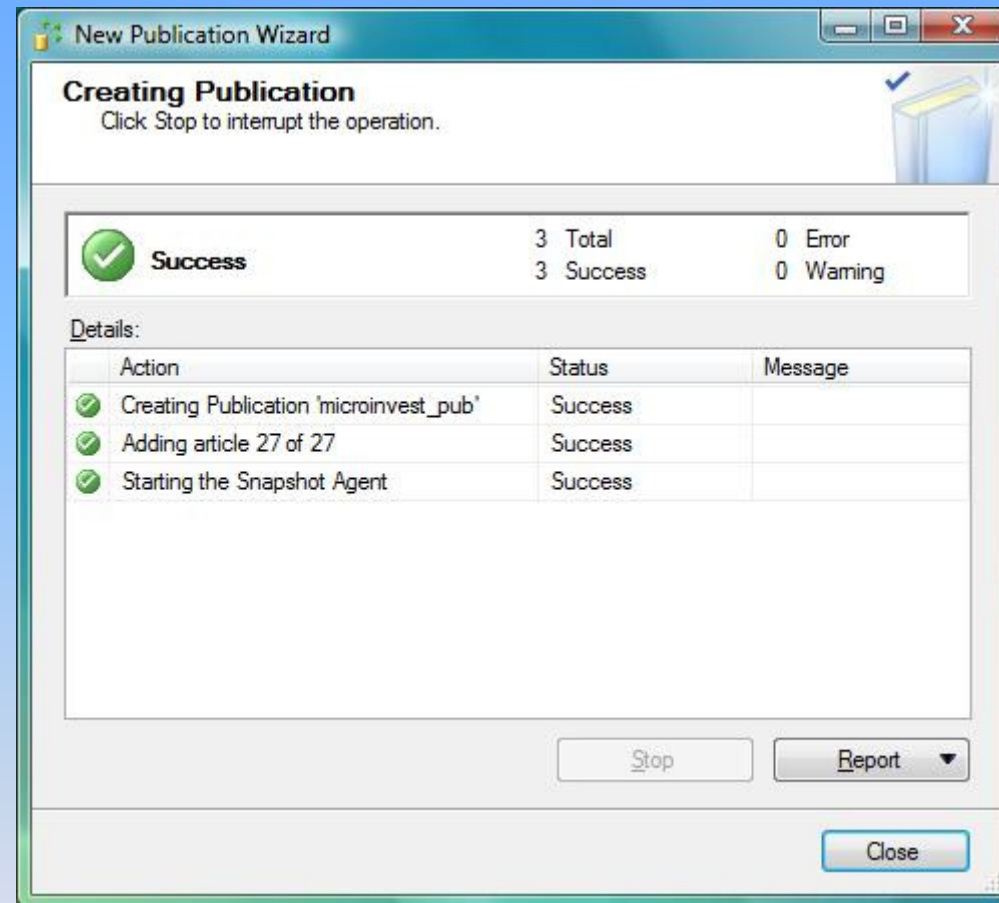 New Publication Wizard
Creating Publication
Click Stop to interrupt the operation.
Success
3 Total
0 Error
3 Success
0 Warning
Details:
Action Status Message
Creating Publication 'microinvest_pub' Success
Adding article 27 of 27 Success
Starting the Snapshot Agent Success
Stop Report
Close